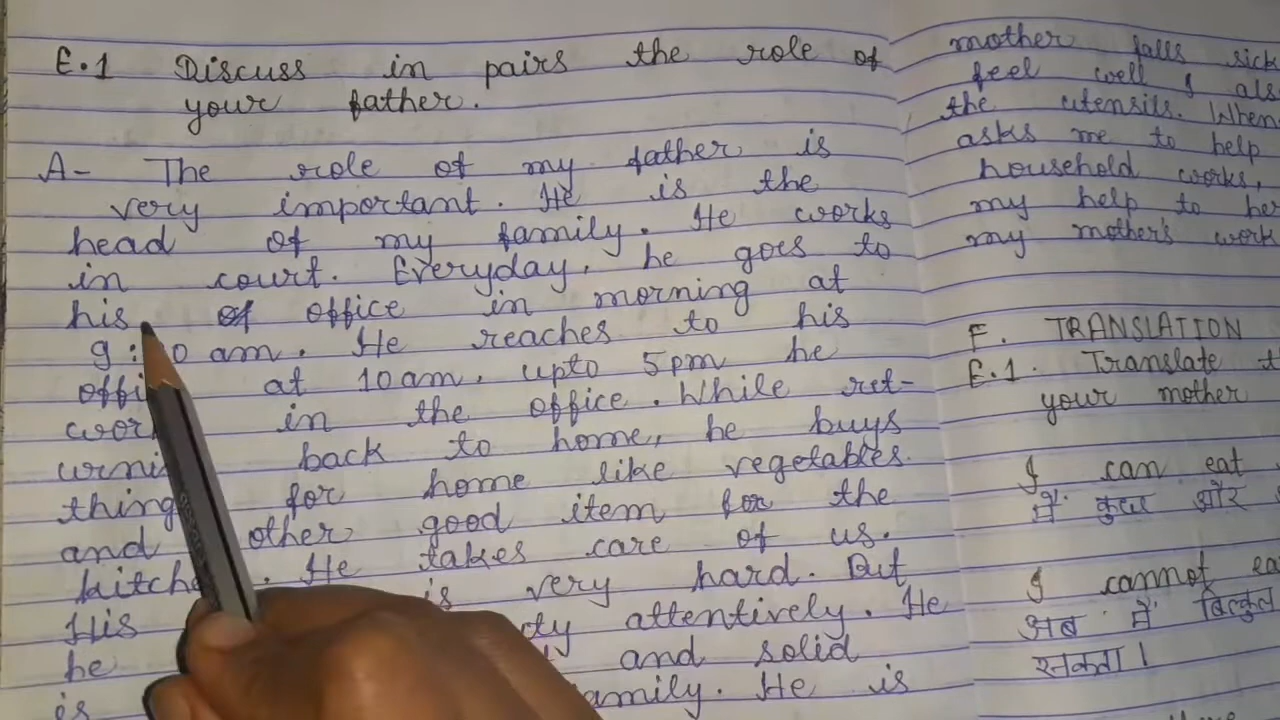 E.1 Discuss in pairs the role of
your father.
A- The role of my father is
very important. He is the
head of my family. He works
in court. Everyday, he goes to
his of office in morning at
am. He reaches to his
at 10am. upto 5pm he
in the office. While ret-
back to home, he buys
for home like vegetables.
and other good item for the
He takes care of us.
His is very hard. But
he attentively. He
is and solid
He is
mother falls sick
feel well I
the utensils. When
asks me to help
household works,
my help to her
my mother's work
F. TRANSLATION
E.1. Translate
your mother
I can eat
मैं कुछ और
I cannot
अब मैं बिल्कुल
सकता।